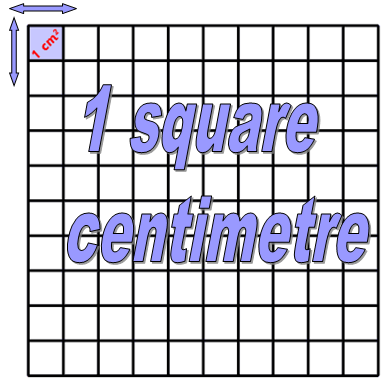 1 cm²
1 square
centimetre